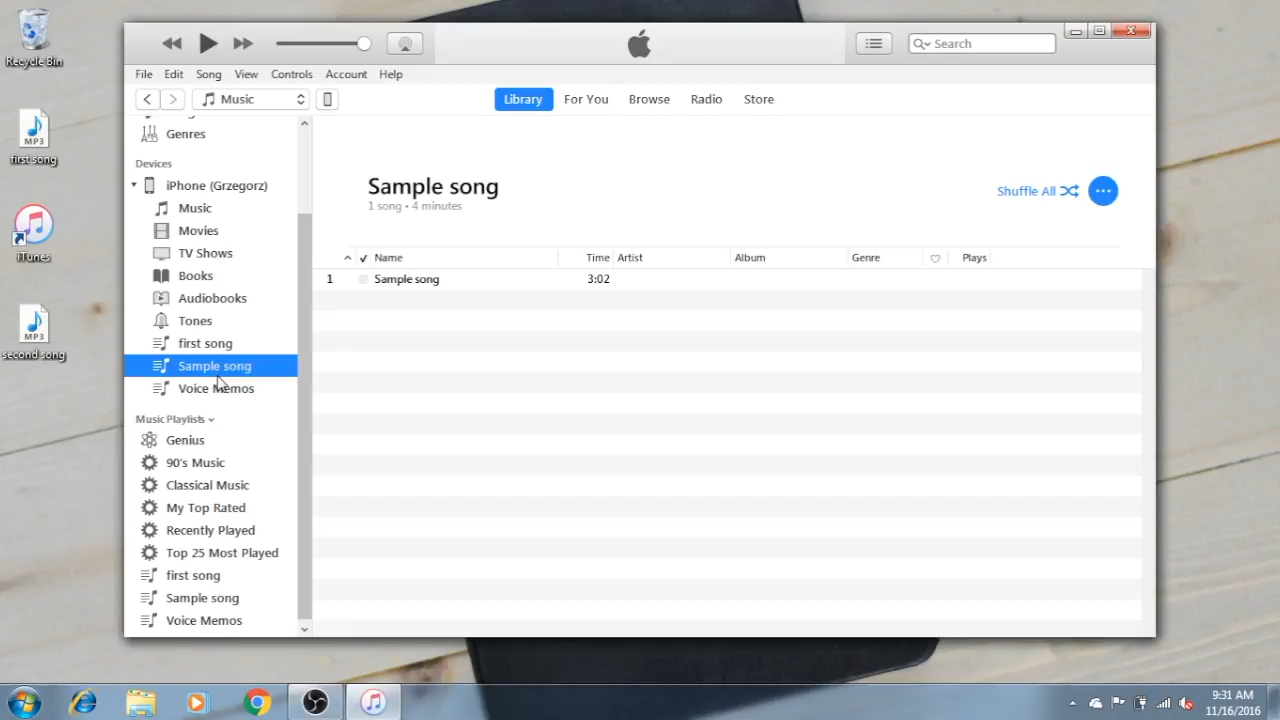 Recycle Bin
MP3
first song
iTunes
MP3
second song
Search
File Edit Song View Controls Account Help
Music
Library For You Browse Radio Store
Genres
Devices
iPhone (Grzegorz)
Music
Movies
TV Shows
Books
Audiobooks
Tones
first song
Sample song
Voice Memos
Music Playlists
Genius
90's Music
Classical Music
My Top Rated
Recently Played
Top 25 Most Played
first song
Sample song
Voice Memos
Sample song
1 song • 4 minutes
Shuffle All
Name Time Artist Album Genre Plays
1 Sample song 3:02
9:31 AM
11/16/2016